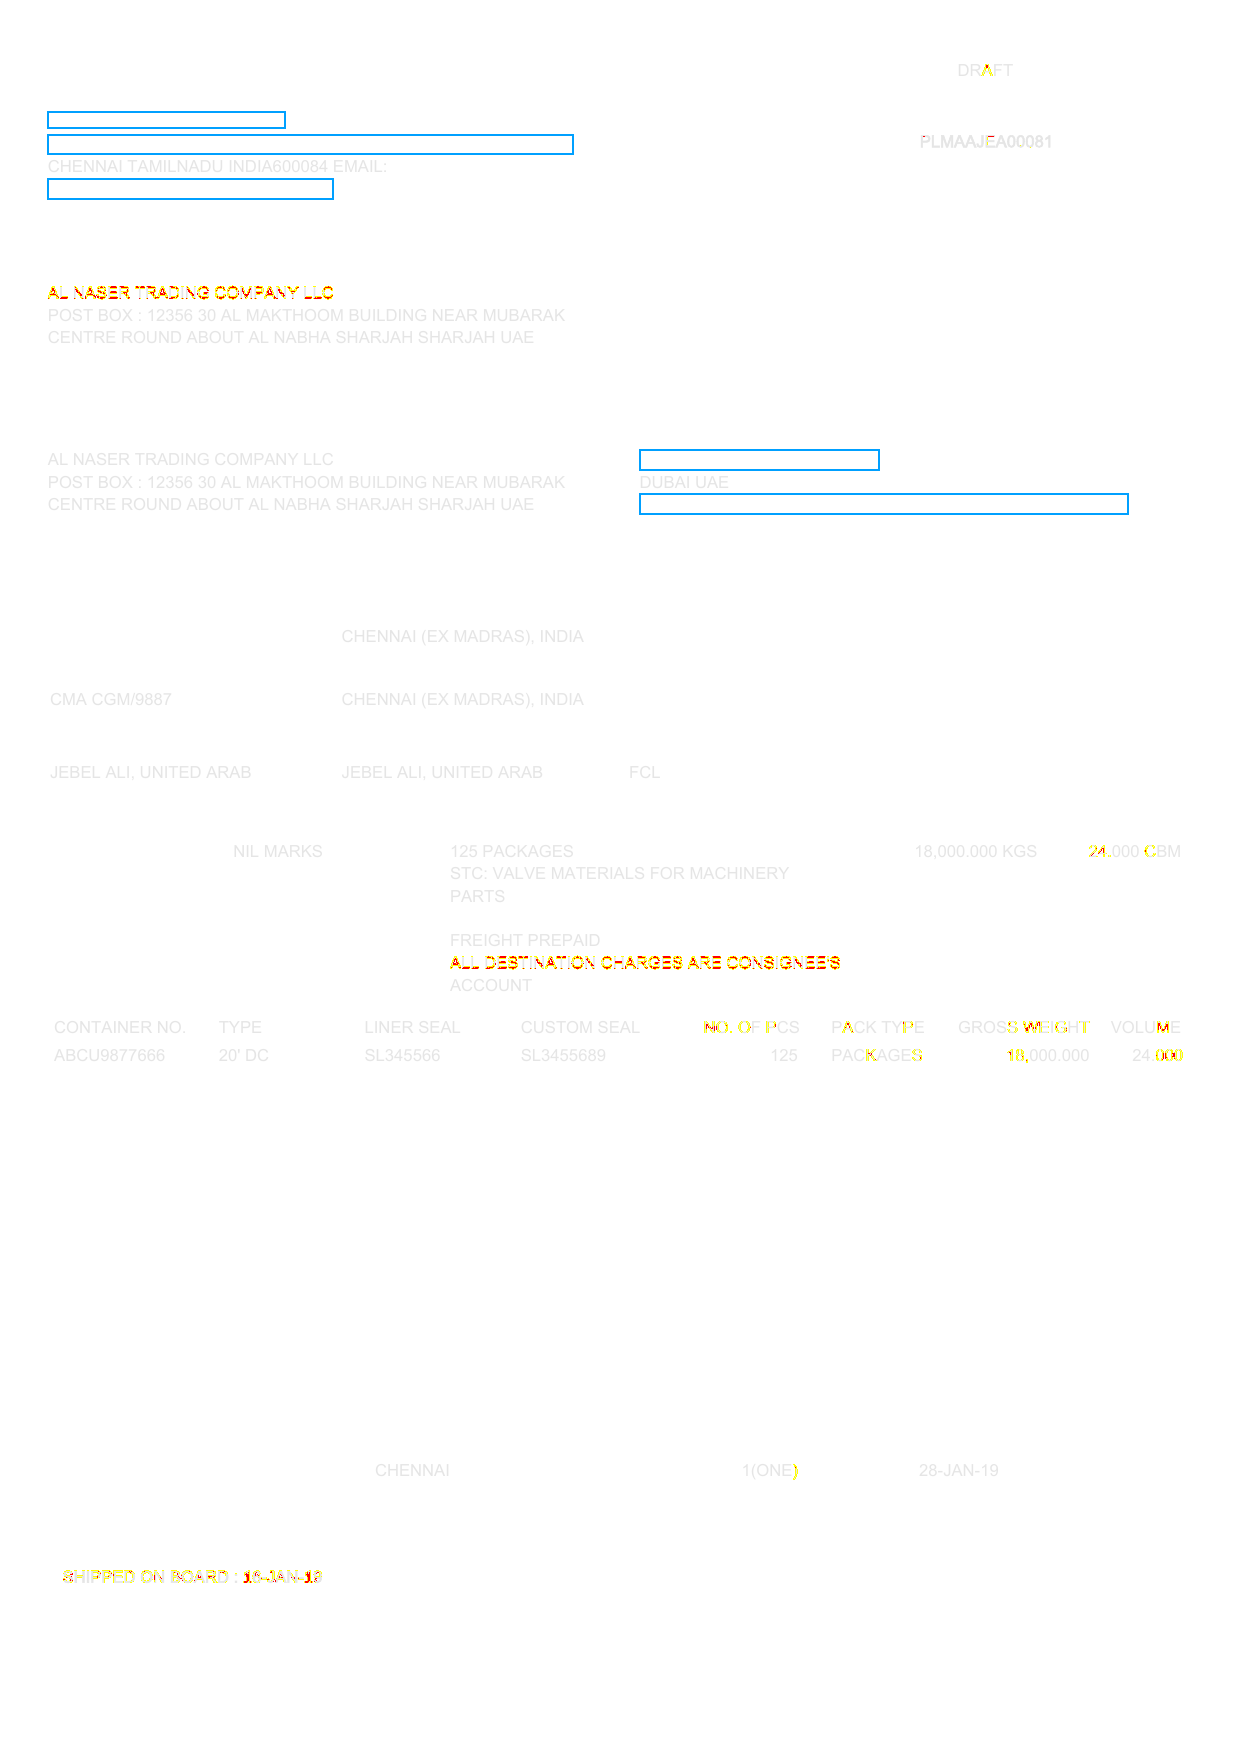 DRAFT
PLMAAJEA00081
CHENNAI TAMILNADU INDIA600084 EMAIL:
AL NASER TRADING COMPANY LLC
POST BOX : 12356 30 AL MAKTHOOM BUILDING NEAR MUBARAK
CENTRE ROUND ABOUT AL NABHA SHARJAH SHARJAH UAE
AL NASER TRADING COMPANY LLC
POST BOX : 12356 30 AL MAKTHOOM BUILDING NEAR MUBARAK
DUBAI UAE
CENTRE ROUND ABOUT AL NABHA SHARJAH SHARJAH UAE
CHENNAI (EX MADRAS), INDIA
CMA CGM/9887 CHENNAI (EX MADRAS), INDIA
JEBEL ALI, UNITED ARAB JEBEL ALI, UNITED ARAB FCL
NIL MARKS 125 PACKAGES 18,000.000 KGS 24.000 CBM
STC: VALVE MATERIALS FOR MACHINERY
PARTS
FREIGHT PREPAID
ALL DESTINATION CHARGES ARE CONSIGNEE'S
ACCOUNT
CONTAINER NO. TYPE LINER SEAL CUSTOM SEAL NO. OF PCS PACK TYPE GROSS WEIGHT VOLUME
ABCU9877666 20' DC SL345566 SL3455689 125 PACKAGES 18,000.000 24.000
CHENNAI 1(ONE) 28-JAN-19
SHIPPED ON BOARD : 16-JAN-19